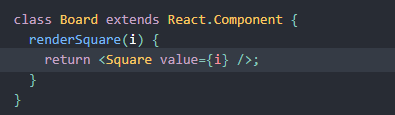 class Board extends React.Component {
  renderSquare(i) {
    return <Square value={i} />;
  }
}